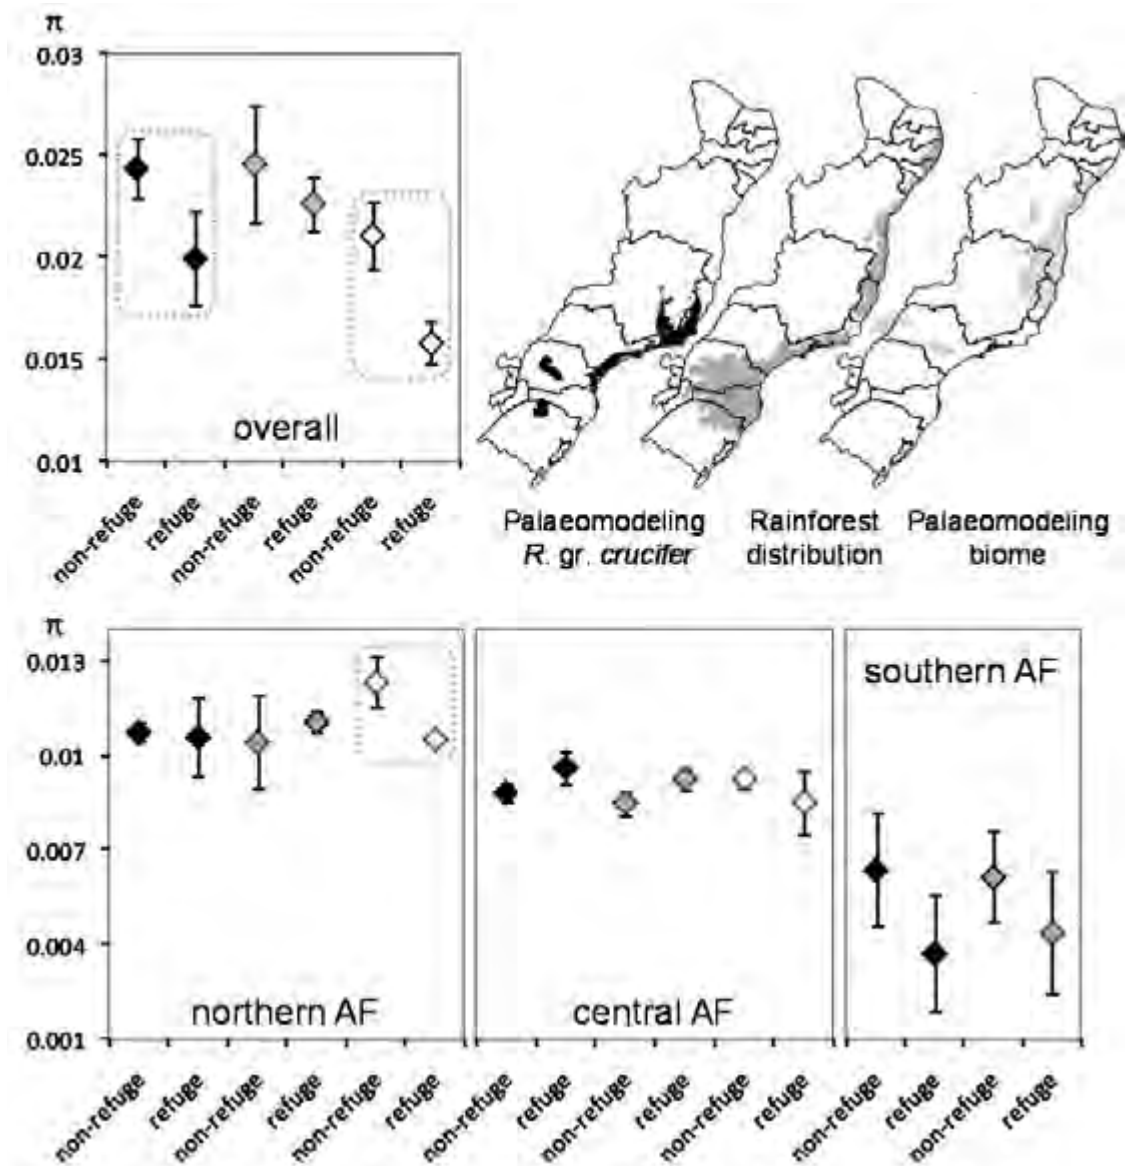 π
0.03
0.025
0.02
0.015
0.01
overall
non-refuge
refuge
non-refuge
refuge
non-refuge
refuge
Palaeomodeling
R. gr. crucifer
Rainforest
distribution
Palaeomodeling
biome
π
0.013
0.01
0.007
0.004
0.001
northern AF
central AF
southern AF
non-refuge
refuge
non-refuge
refuge
non-refuge
refuge
non-refuge
refuge
non-refuge
refuge
non-refuge
refuge
non-refuge
refuge
non-refuge
refuge